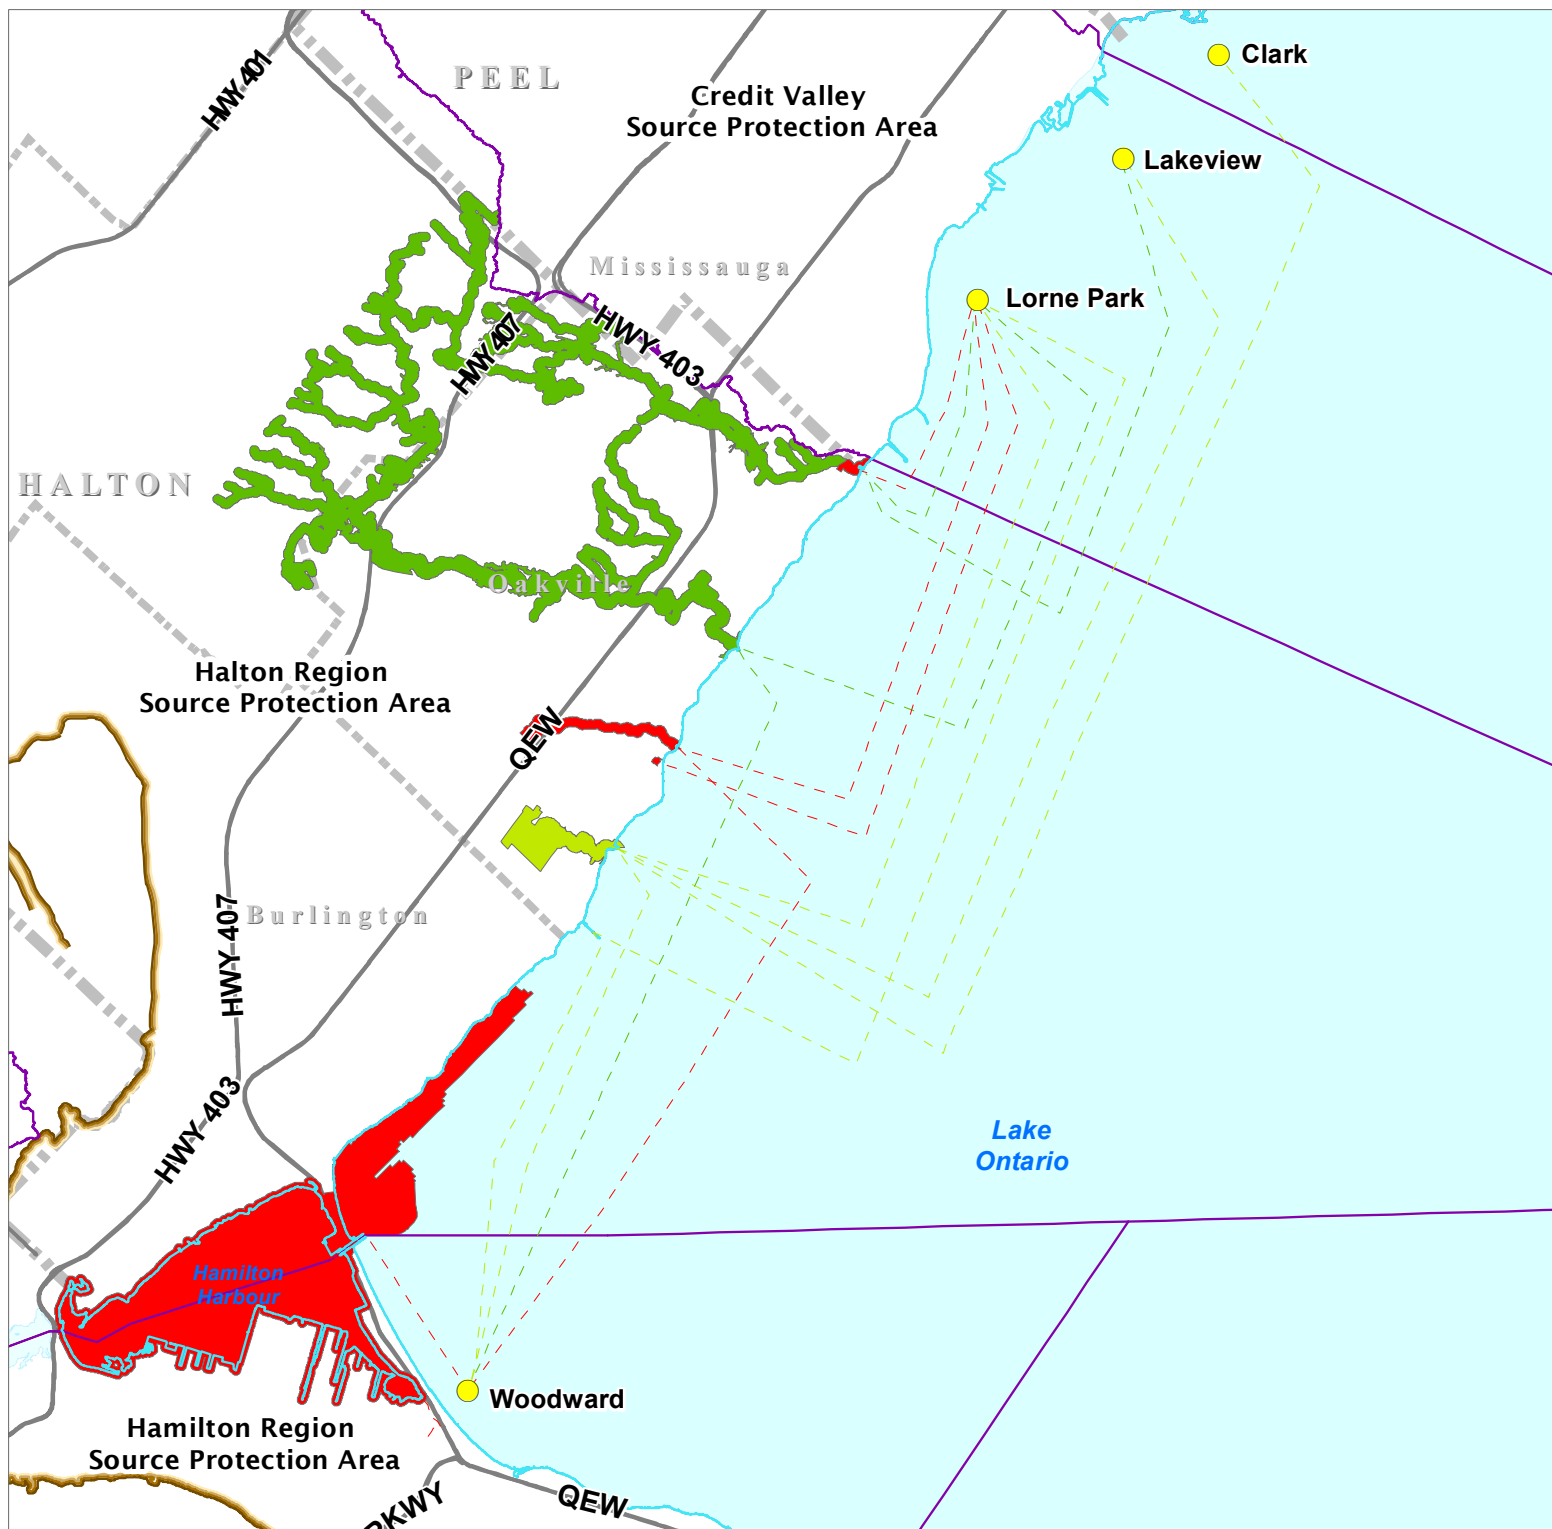 Clark
HWY 401
PEEL
Credit Valley
Source Protection Area
Lakeview
Mississauga
Lorne Park
HWY 403
HWY 407
HALTON
Oakville
Halton Region
Source Protection Area
QEW
Burlington
HWY 407
HWY 403
Lake
Ontario
Hamilton
Harbour
Woodward
Hamilton Region
Source Protection Area
QEW